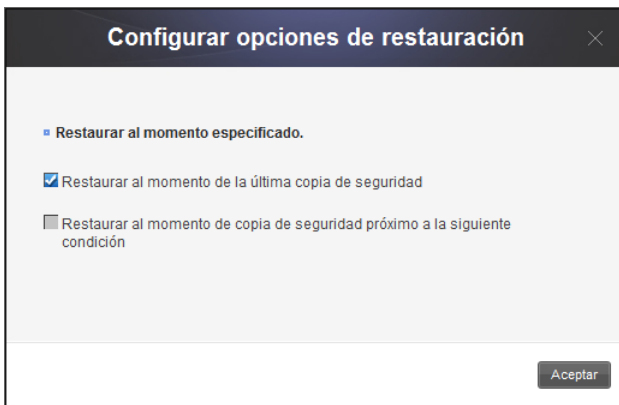 Configurar opciones de restauración
Restaurar al momento especificado.
Restaurar al momento de la última copia de seguridad
Restaurar al momento de copia de seguridad próximo a la siguiente
condición
Aceptar